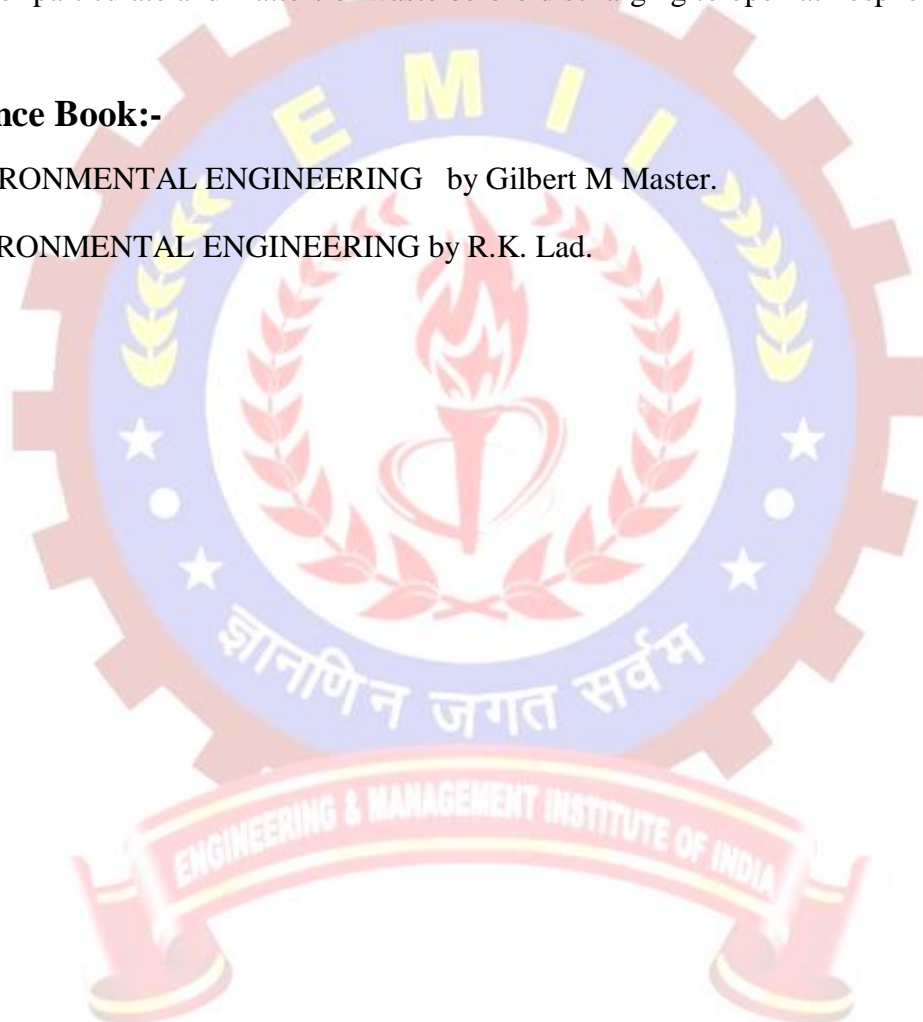 nce Book:-
RONMENTAL ENGINEERING by Gilbert M Master.
RONMENTAL ENGINEERING by R.K. Lad.
E M I I
ज्ञानणिन जगत सर्वम
ENGINEERING & MANAGEMENT INSTITUTE OF INDIA